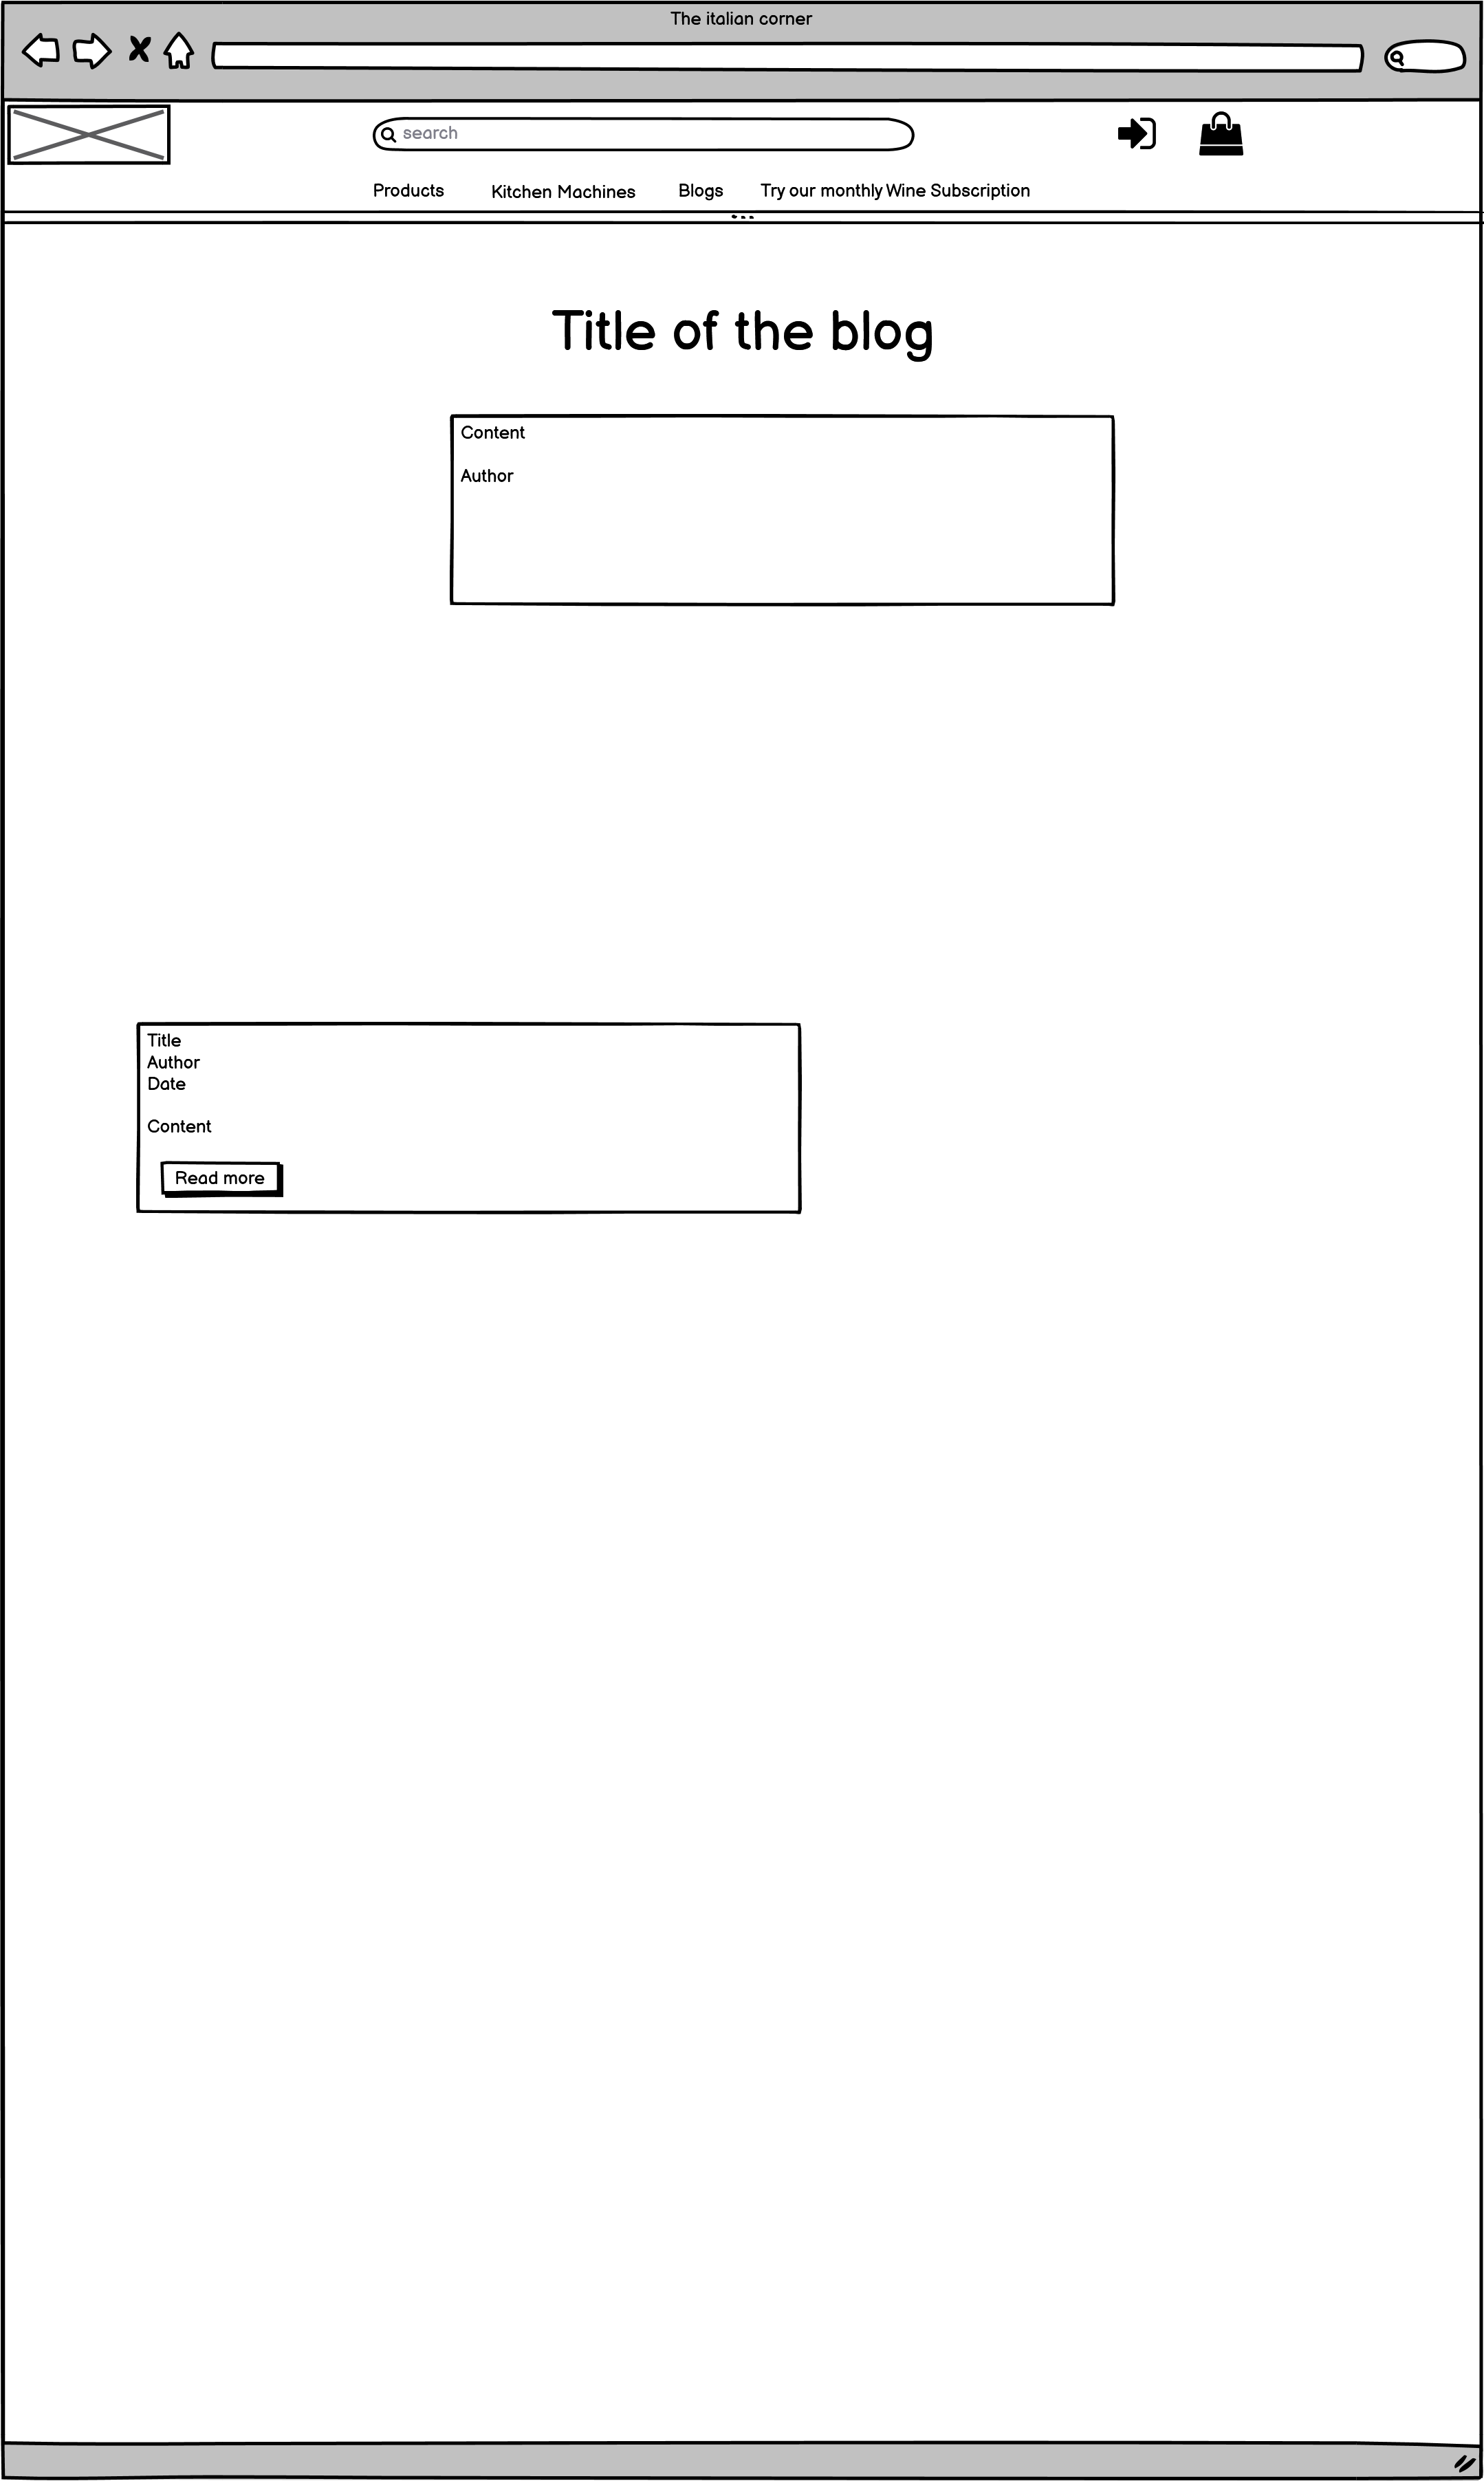 The italian corner
search
Products Kitchen Machines Blogs Try our monthly Wine Subscription
Title of the blog
Content
Author
Title
Author
Date
Content
Read more